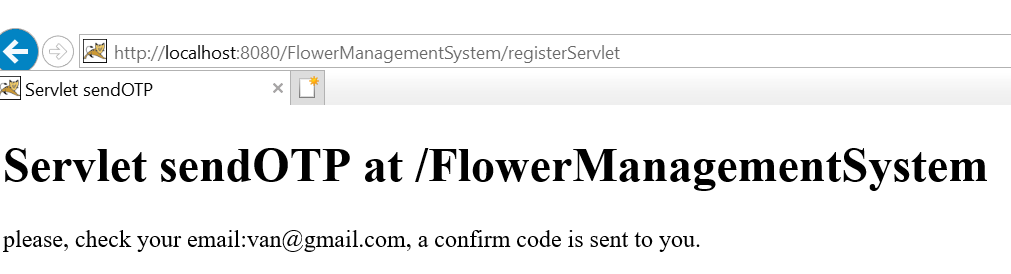 http://localhost:8080/FlowerManagementSystem/registerServlet
Servlet sendOTP
Servlet sendOTP at /FlowerManagementSystem
please, check your email:van@gmail.com, a confirm code is sent to you.